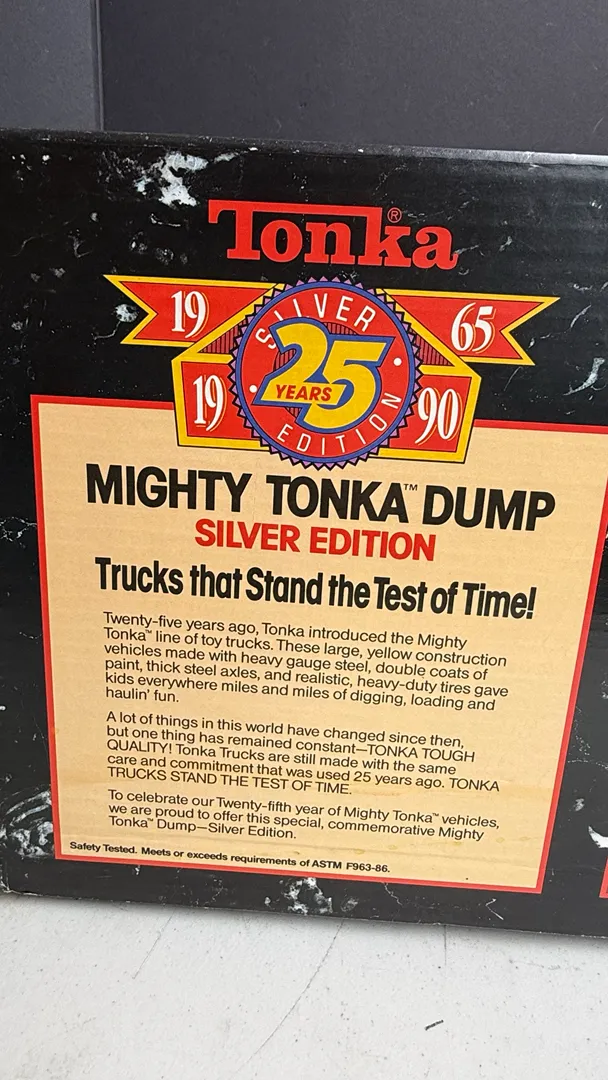 Tonka®
19 65
SILVER
25
YEARS
19 90
EDITION
MIGHTY TONKA™ DUMP
SILVER EDITION
Trucks that Stand the Test of Time!
Twenty-five years ago, Tonka introduced the Mighty
Tonka™ line of toy trucks. These large, yellow construction
vehicles made with heavy gauge steel, double coats of
paint, thick steel axles, and realistic, heavy-duty tires gave
kids everywhere miles and miles of digging, loading and
haulin' fun.
A lot of things in this world have changed since then,
but one thing has remained constant—TONKA TOUGH
QUALITY! Tonka Trucks are still made with the same
care and commitment that was used 25 years ago. TONKA
TRUCKS STAND THE TEST OF TIME.
To celebrate our Twenty-fifth year of Mighty Tonka™ vehicles,
we are proud to offer this special, commemorative Mighty
Tonka™ Dump—Silver Edition.
Safety Tested. Meets or exceeds requirements of ASTM F963-86.